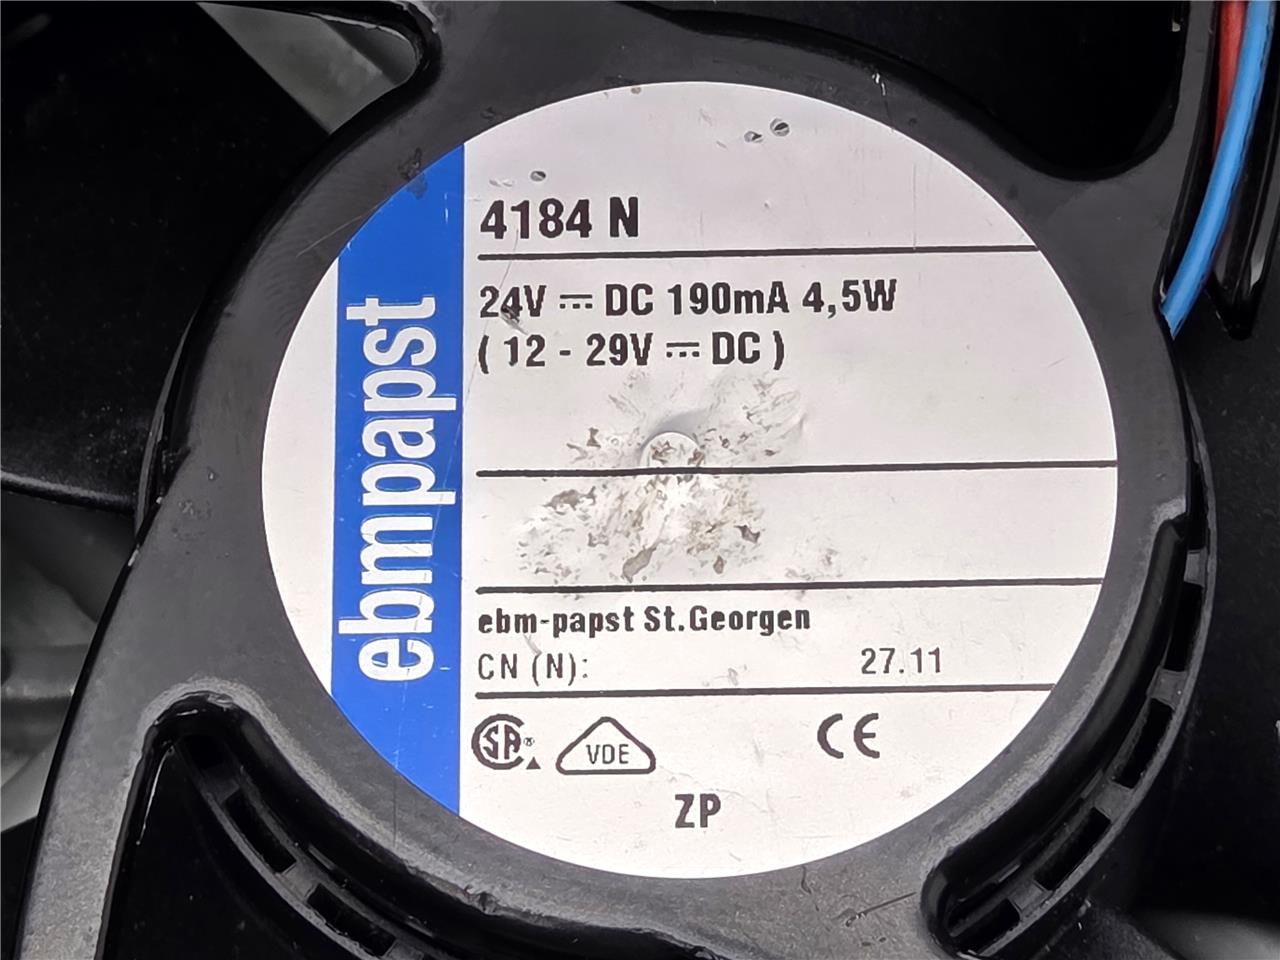 4184 N
24V ⎓ DC 190mA 4,5W
( 12 - 29V ⎓ DC )
ebmpapst
ebm-papst St.Georgen
CN (N): 27.11
SA®
VDE
CE
ZP